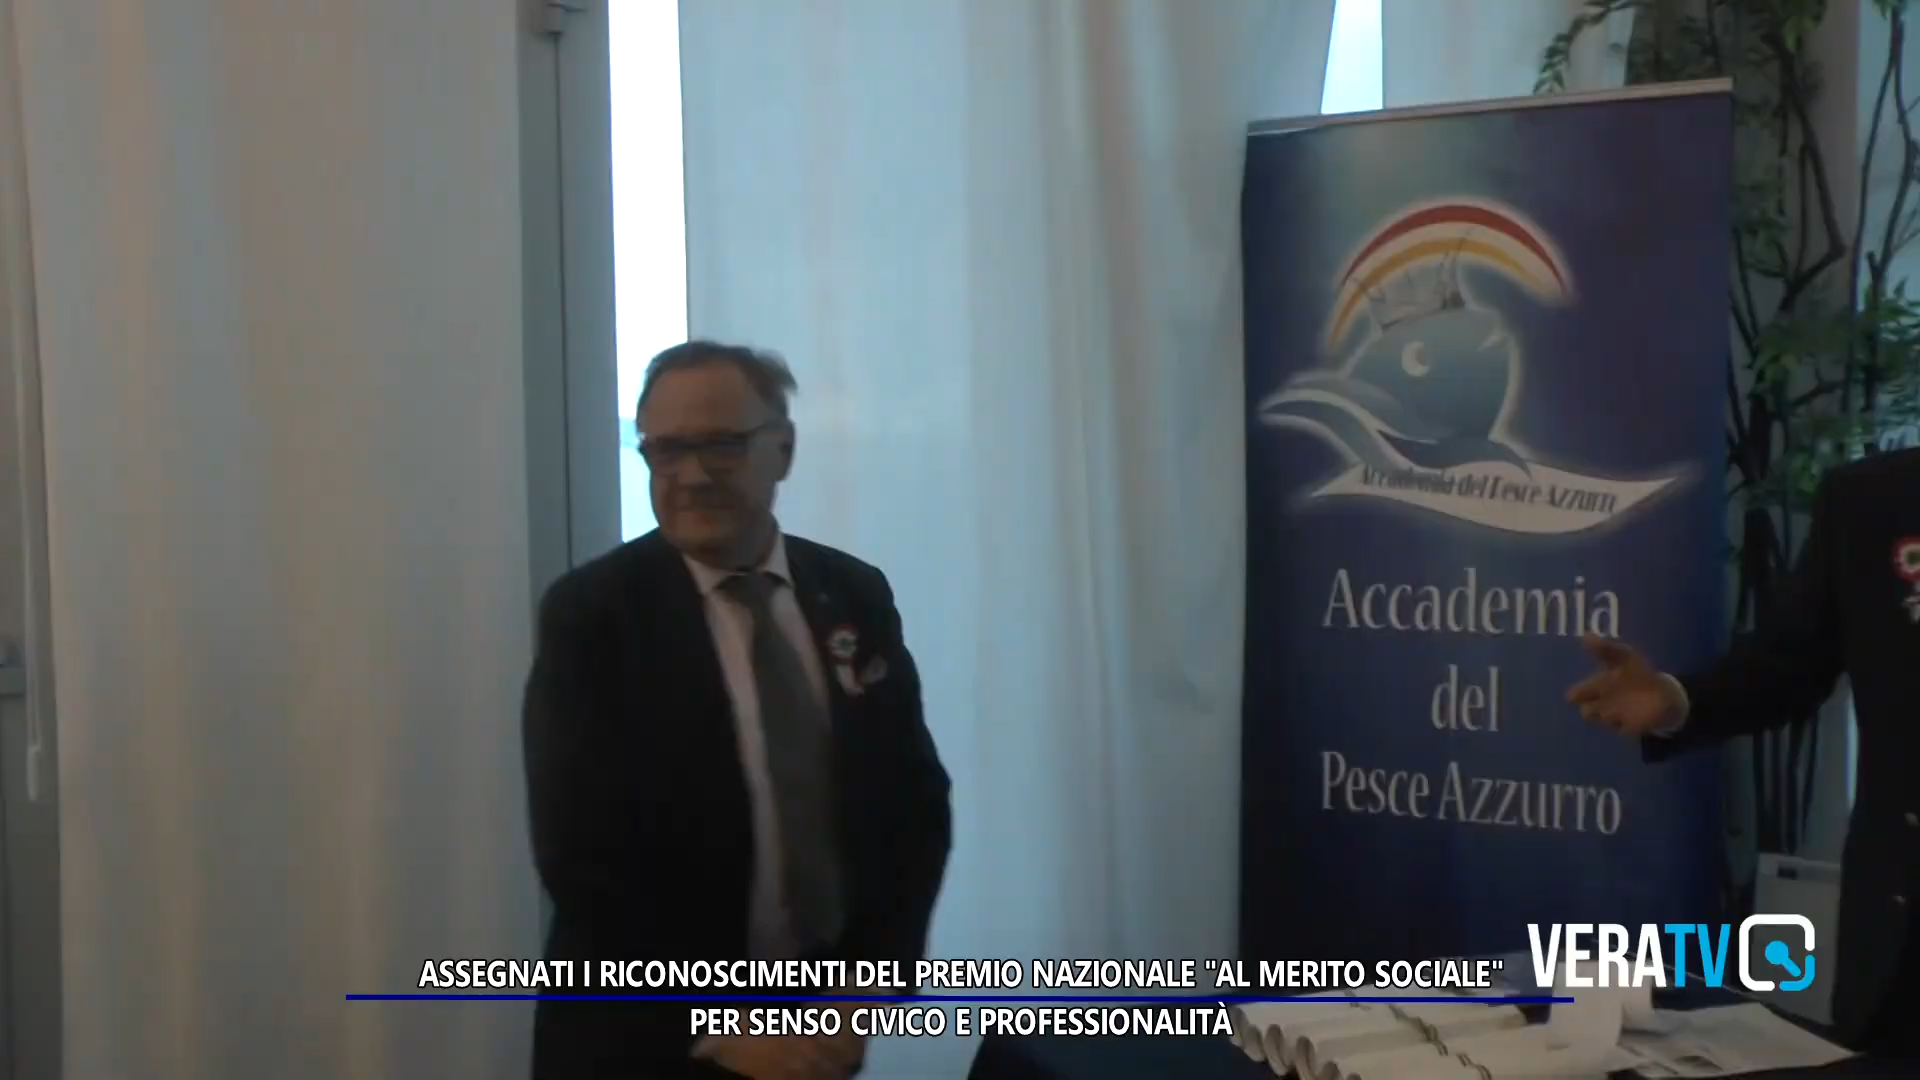 Accademia del Pesce Azzurro
Accademia
del
Pesce Azzurro
VERATV
ASSEGNATI I RICONOSCIMENTI DEL PREMIO NAZIONALE "AL MERITO SOCIALE"
PER SENSO CIVICO E PROFESSIONALITÀ